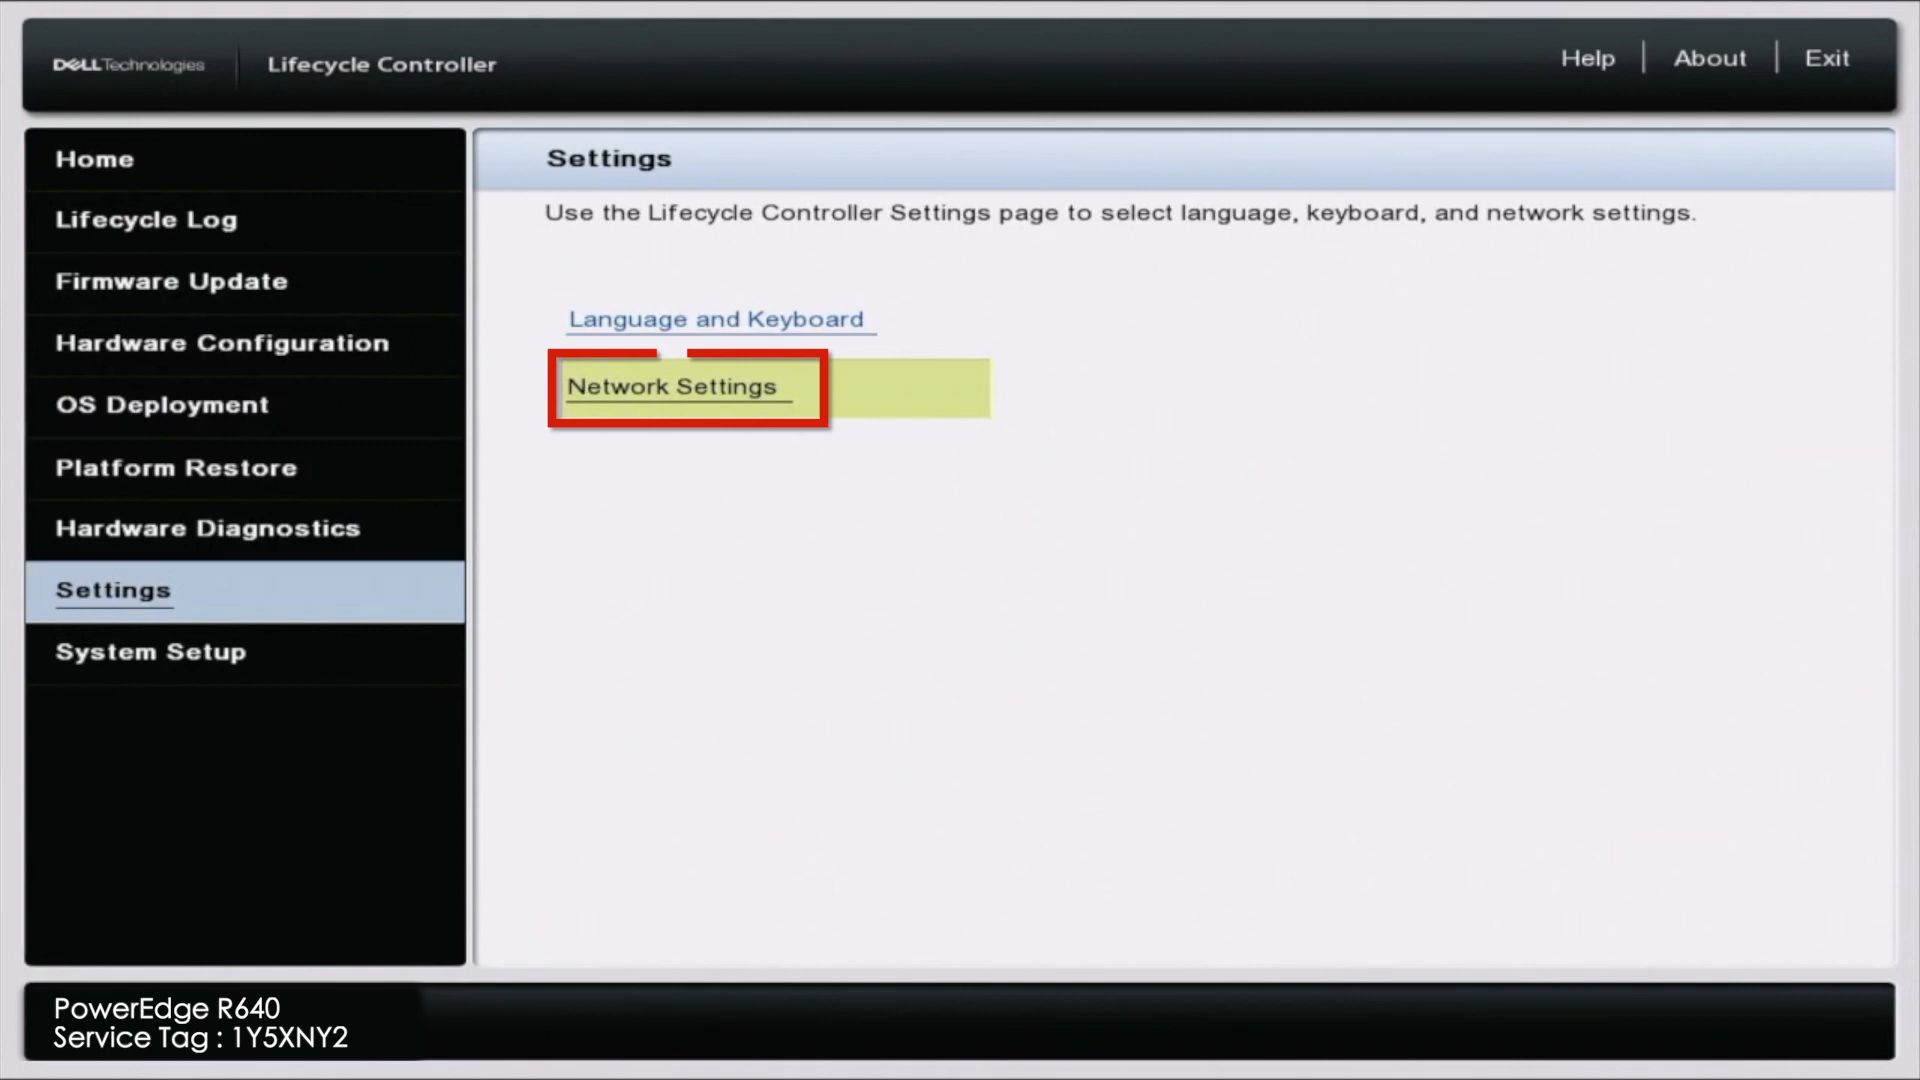 DELLTechnologies
Lifecycle Controller
Help
About
Exit
Home
Lifecycle Log
Firmware Update
Hardware Configuration
OS Deployment
Platform Restore
Hardware Diagnostics
Settings
System Setup
Settings
Use the Lifecycle Controller Settings page to select language, keyboard, and network settings.
Language and Keyboard
Network Settings
PowerEdge R640
Service Tag : 1Y5XNY2